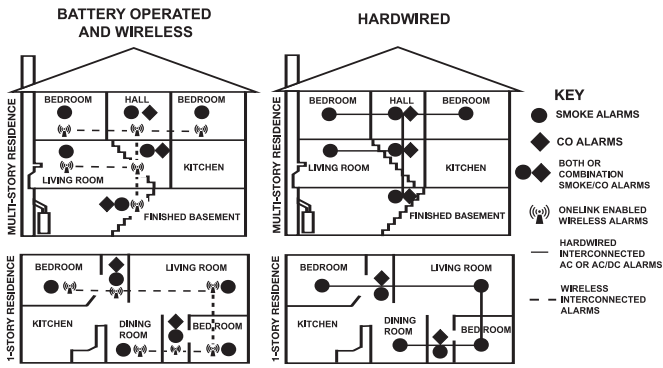 BATTERY OPERATED
AND WIRELESS
HARDWIRED
MULTI-STORY RESIDENCE
BEDROOM
HALL
BEDROOM
LIVING ROOM
KITCHEN
FINISHED BASEMENT
MULTI-STORY RESIDENCE
BEDROOM
HALL
BEDROOM
LIVING ROOM
KITCHEN
FINISHED BASEMENT
1-STORY RESIDENCE
BEDROOM
LIVING ROOM
KITCHEN
DINING
ROOM
BEDROOM
1-STORY RESIDENCE
BEDROOM
LIVING ROOM
KITCHEN
DINING
ROOM
BEDROOM
KEY
SMOKE ALARMS
CO ALARMS
BOTH OR
COMBINATION
SMOKE/CO ALARMS
ONELINK ENABLED
WIRELESS ALARMS
HARDWIRED
INTERCONNECTED
AC OR AC/DC ALARMS
WIRELESS
INTERCONNECTED
ALARMS